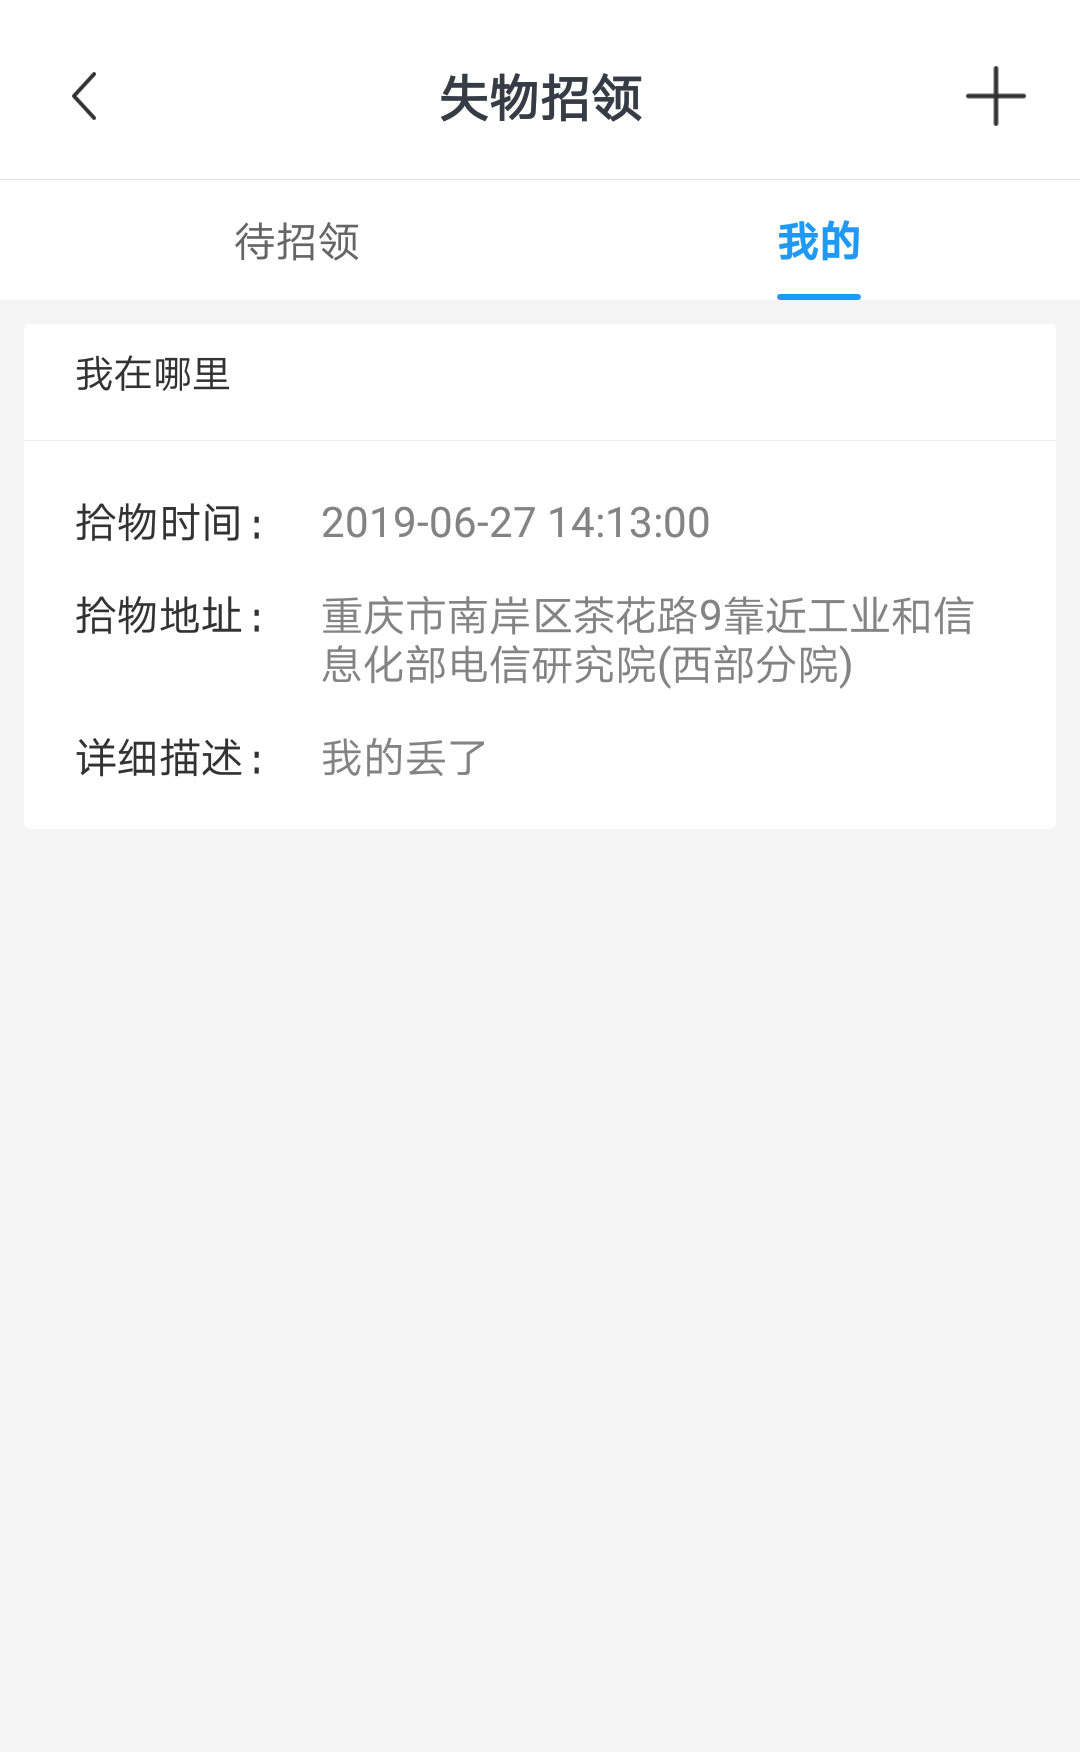 失物招领
待招领
我的
我在哪里
拾物时间: 2019-06-27 14:13:00
拾物地址: 重庆市南岸区茶花路9靠近工业和信
息化部电信研究院(西部分院)
详细描述: 我的丢了